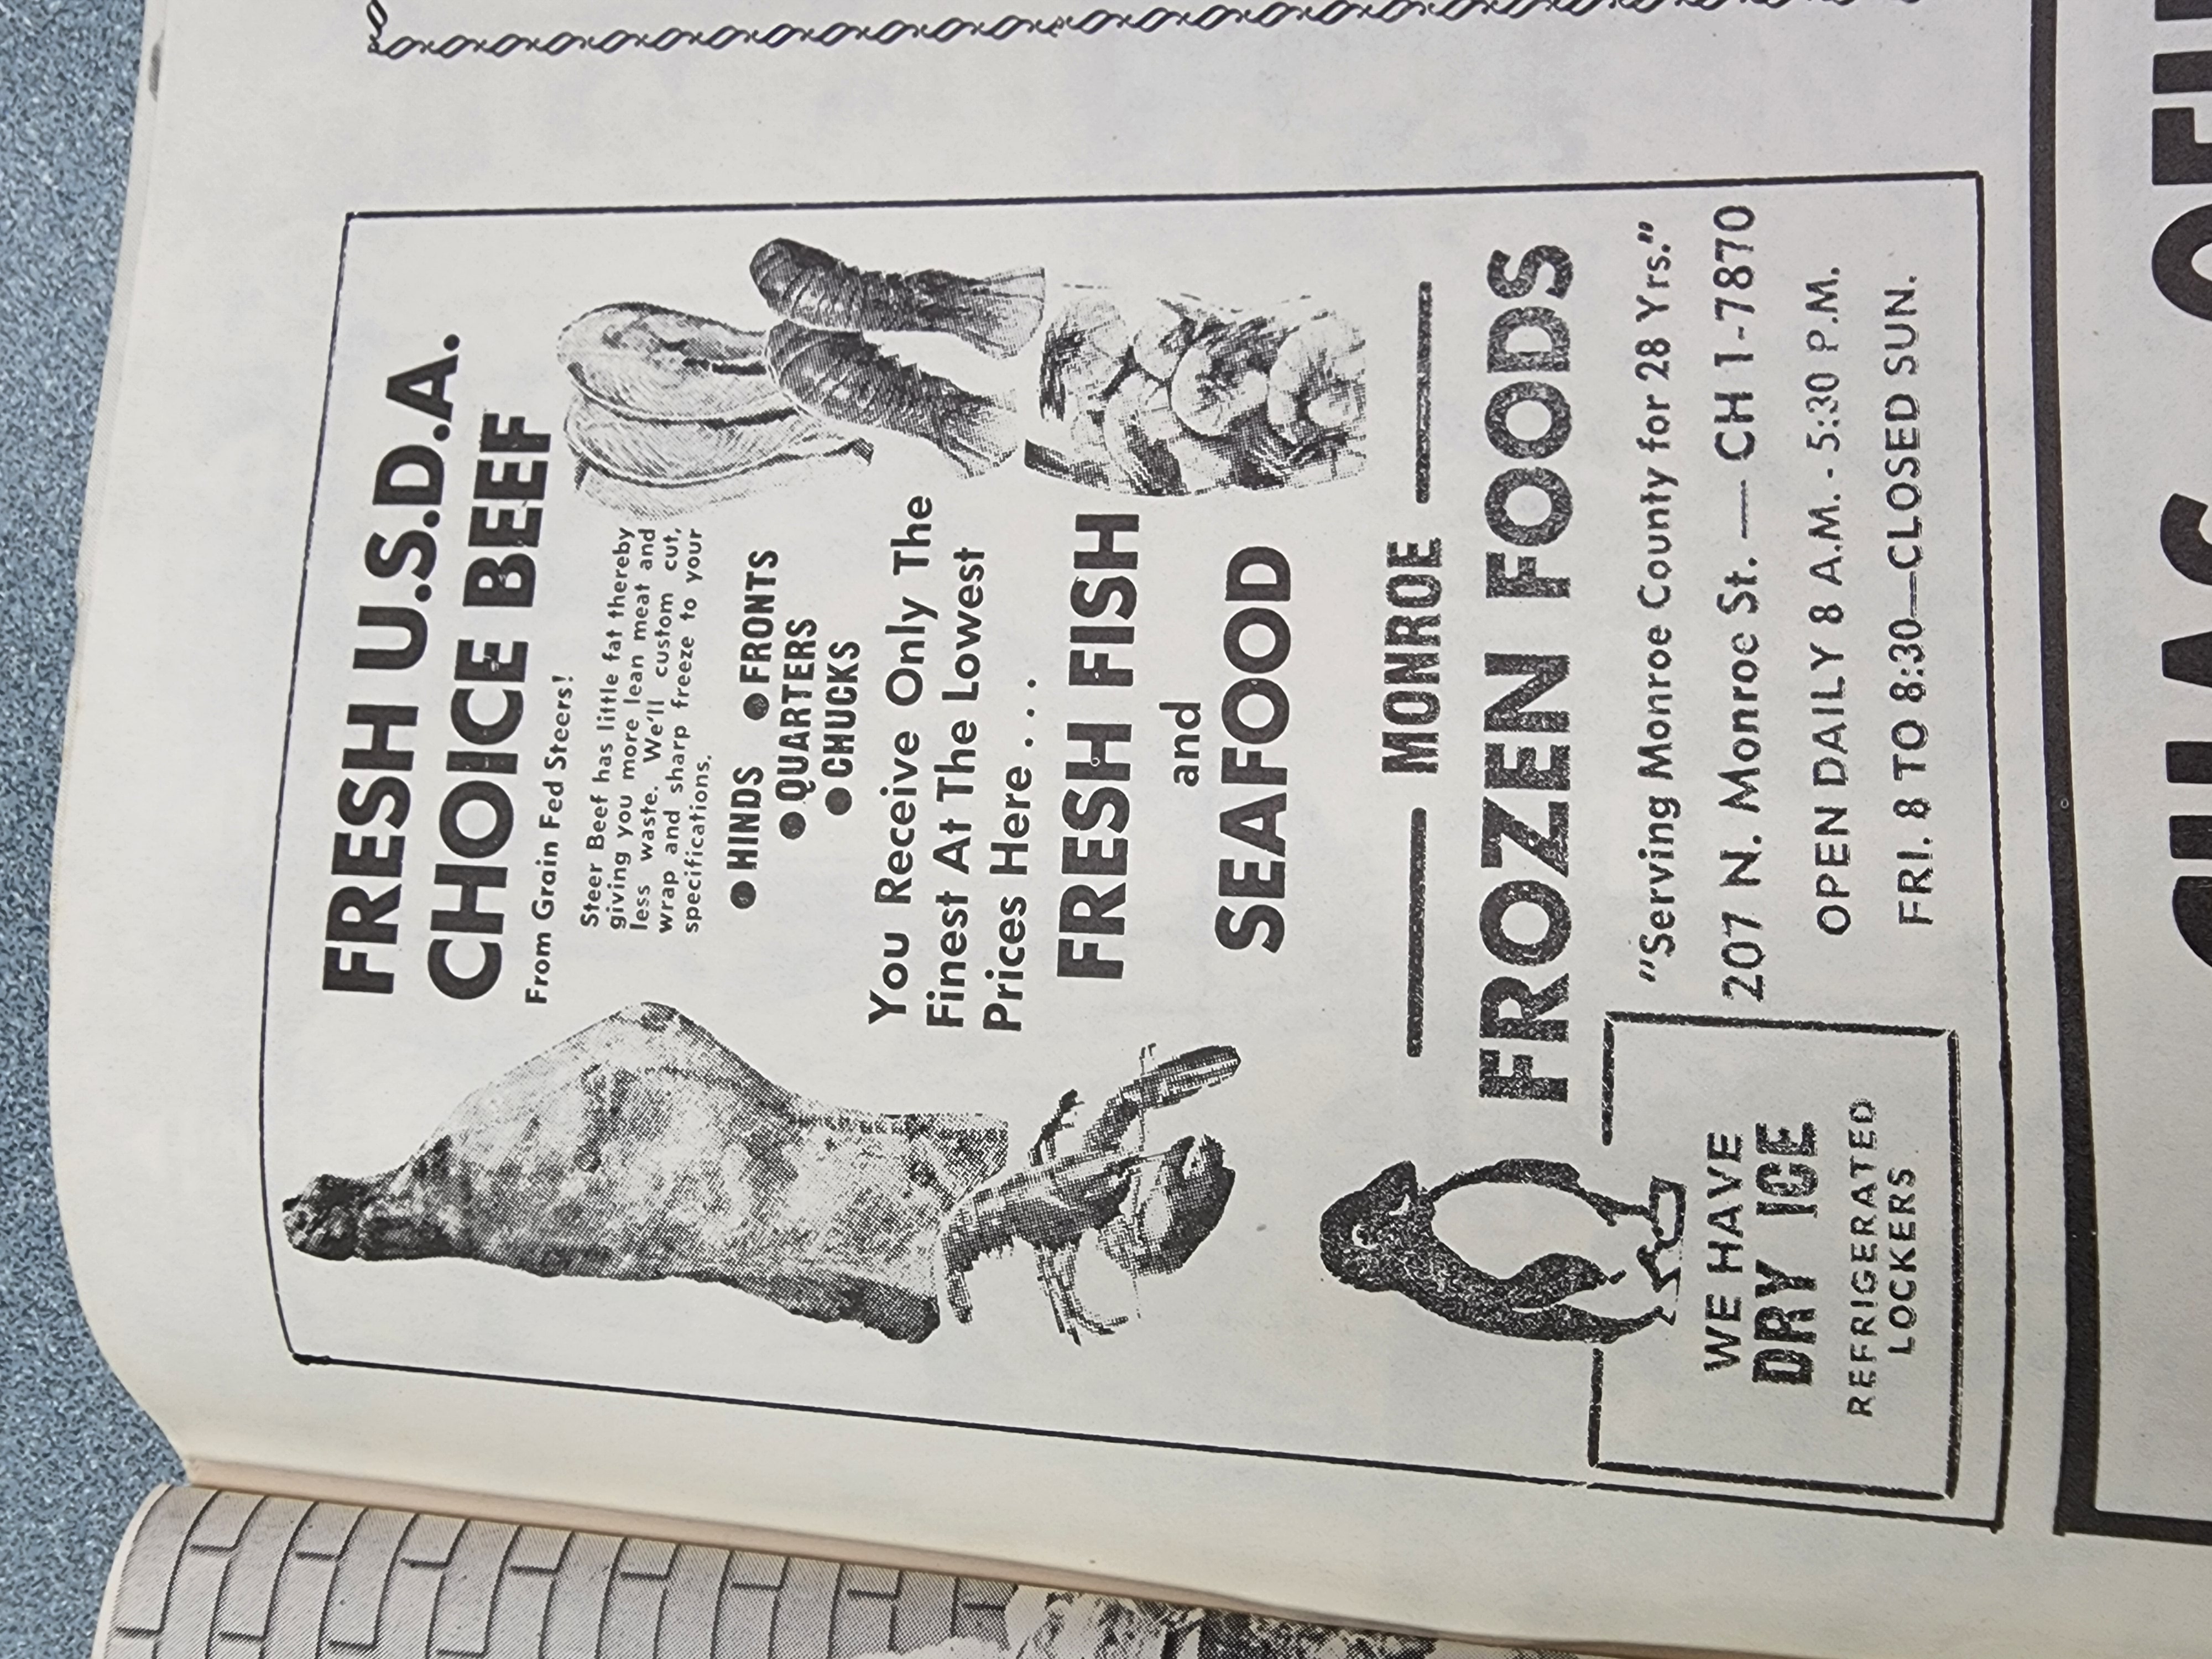 FRESH U.S.D.A.
CHOICE BEEF
From Grain Fed Steers!
Steer Beef has little fat thereby
giving you more lean meat and
less waste. We'll custom cut,
wrap and sharp freeze to your
specifications.
● HINDS ● FRONTS
● QUARTERS
● CHUCKS
You Receive Only The
Finest At The Lowest
Prices Here . . . .
FRESH FISH
and
SEAFOOD
MONROE
FROZEN FOODS
"Serving Monroe County for 28 Yrs."
207 N. Monroe St. — CH 1-7870
OPEN DAILY 8 A.M. - 5:30 P.M.
FRI. 8 TO 8:30—CLOSED SUN.
WE HAVE
DRY ICE
REFRIGERATED
LOCKERS